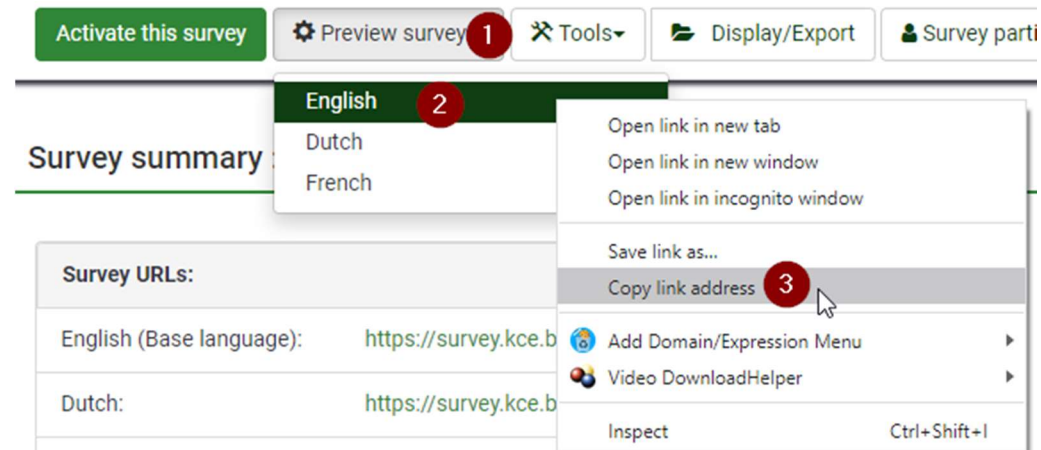 Activate this survey Preview survey 1 Tools Display/Export Survey parti
English 2
Dutch
French
Open link in new tab
Open link in new window
Open link in incognito window
Save link as...
Copy link address 3
Add Domain/Expression Menu
Video DownloadHelper
Inspect Ctrl+Shift+I
Survey summary :
Survey URLs:
English (Base language): https://survey.kce.b
Dutch: https://survey.kce.b